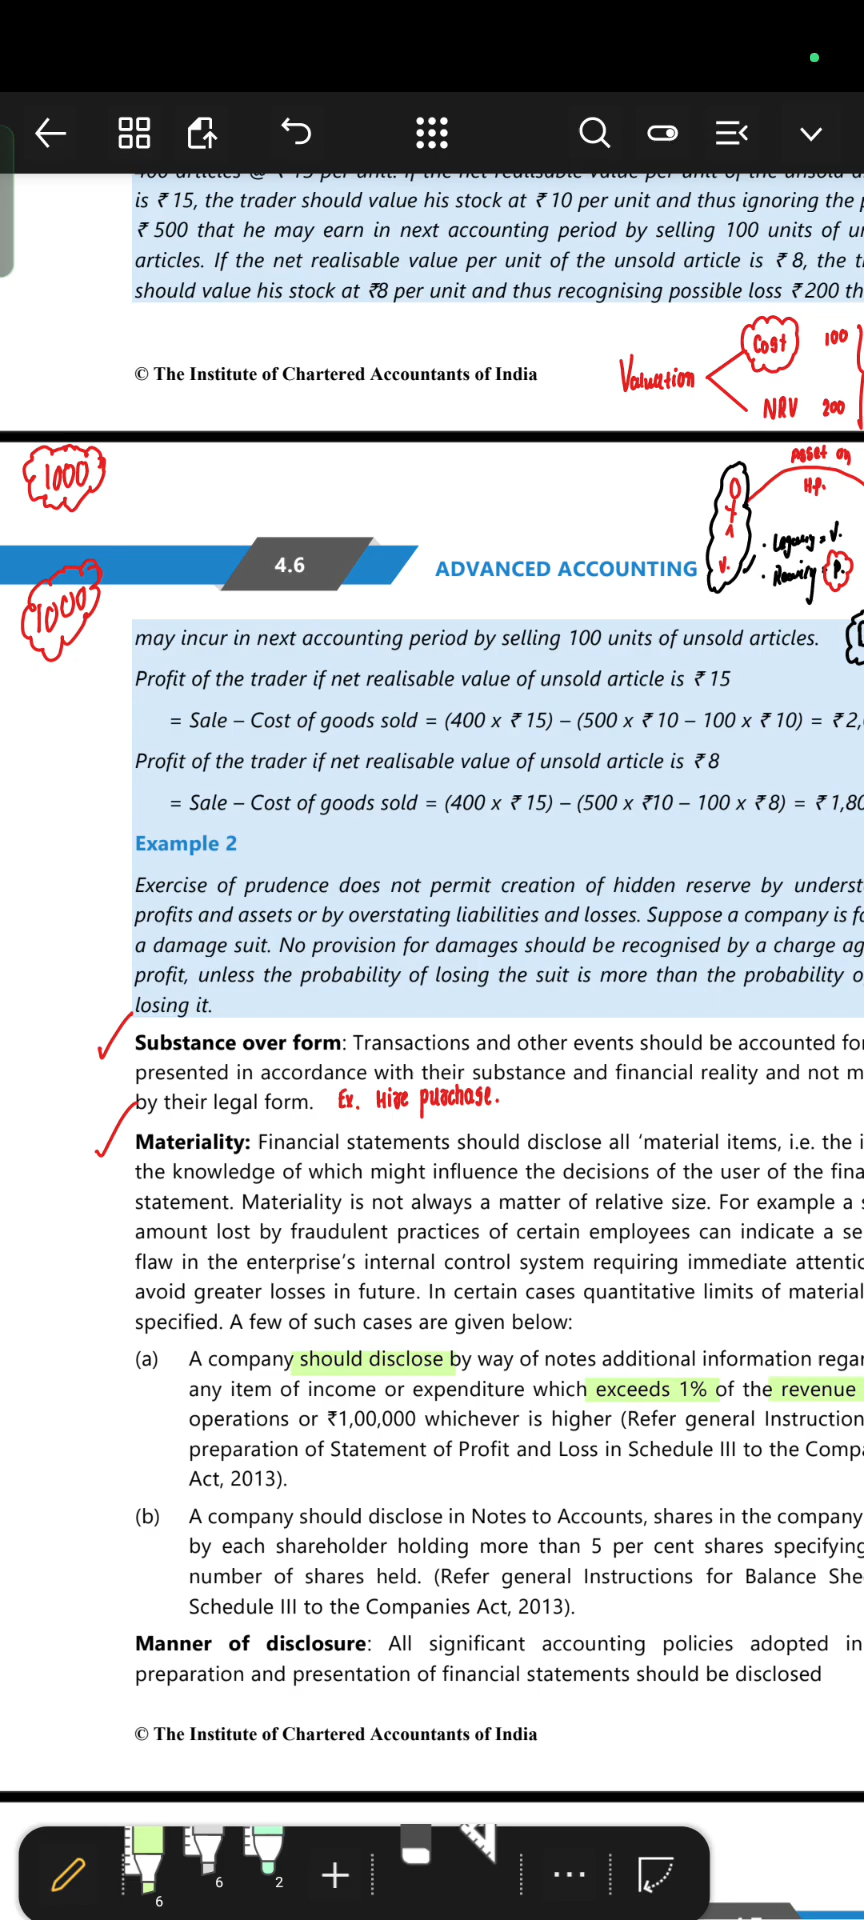 is ₹ 15, the trader should value his stock at ₹ 10 per unit and thus ignoring the
₹ 500 that he may earn in next accounting period by selling 100 units of
articles. If the net realisable value per unit of the unsold article is ₹ 8, the
should value his stock at ₹8 per unit and thus recognising possible loss ₹ 200
© The Institute of Chartered Accountants of India
Valuation
Cost 100
NRV 200
1000
Asset on
H.P.
4.6
ADVANCED ACCOUNTING
V.
1000
P.
may incur in next accounting period by selling 100 units of unsold articles.
Profit of the trader if net realisable value of unsold article is ₹ 15
= Sale – Cost of goods sold = (400 x ₹ 15) – (500 x ₹ 10 – 100 x ₹ 10) = ₹ 2,
Profit of the trader if net realisable value of unsold article is ₹ 8
= Sale – Cost of goods sold = (400 x ₹ 15) – (500 x ₹10 – 100 x ₹ 8) = ₹ 1,80
Example 2
Exercise of prudence does not permit creation of hidden reserve by
profits and assets or by overstating liabilities and losses. Suppose a company is
a damage suit. No provision for damages should be recognised by a charge
profit, unless the probability of losing the suit is more than the probability
losing it.
Substance over form: Transactions and other events should be accounted
presented in accordance with their substance and financial reality and not
by their legal form. Ex. Hire purchase.
Materiality: Financial statements should disclose all ‘material items, i.e. the
the knowledge of which might influence the decisions of the user of the
statement. Materiality is not always a matter of relative size. For example a
amount lost by fraudulent practices of certain employees can indicate a
flaw in the enterprise’s internal control system requiring immediate
avoid greater losses in future. In certain cases quantitative limits of
specified. A few of such cases are given below:
(a) A company should disclose by way of notes additional information
any item of income or expenditure which exceeds 1% of the revenue
operations or ₹1,00,000 whichever is higher (Refer general Instruction
preparation of Statement of Profit and Loss in Schedule III to the
Act, 2013).
(b) A company should disclose in Notes to Accounts, shares in the company
by each shareholder holding more than 5 per cent shares specifying
number of shares held. (Refer general Instructions for Balance
Schedule III to the Companies Act, 2013).
Manner of disclosure: All significant accounting policies adopted in
preparation and presentation of financial statements should be disclosed
© The Institute of Chartered Accountants of India
6
6
2